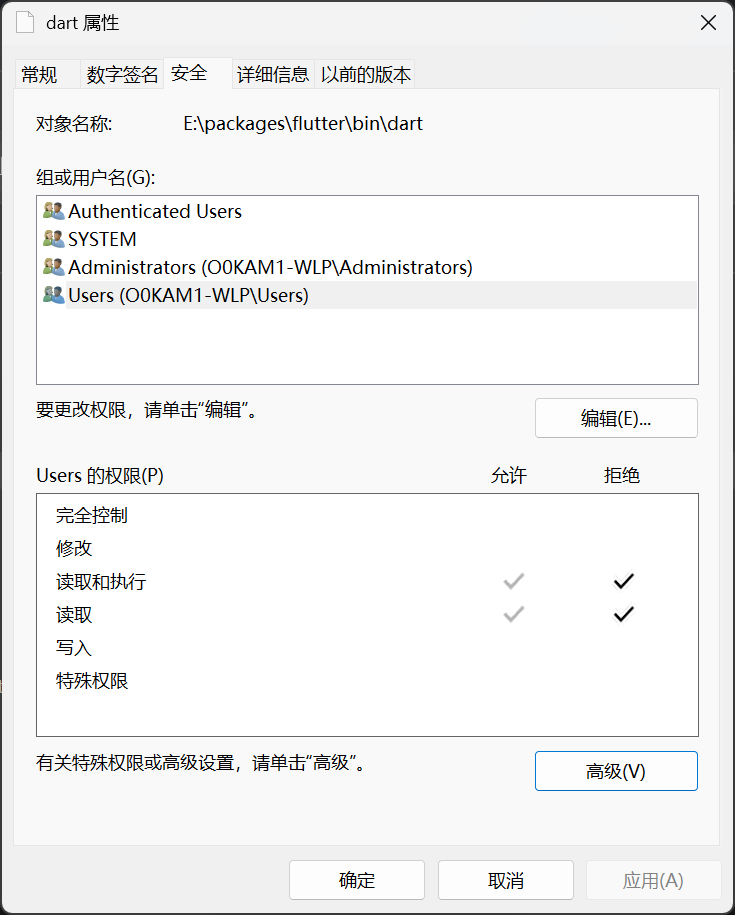 dart 属性
常规 数字签名 安全 详细信息 以前的版本
对象名称: E:\packages\flutter\bin\dart
组或用户名(G):
Authenticated Users
SYSTEM
Administrators (O0KAM1-WLP\Administrators)
Users (O0KAM1-WLP\Users)
要更改权限，请单击“编辑”。
编辑(E)...
Users 的权限(P) 允许 拒绝
完全控制
修改
读取和执行
读取
写入
特殊权限
有关特殊权限或高级设置，请单击“高级”。
高级(V)
确定 取消 应用(A)